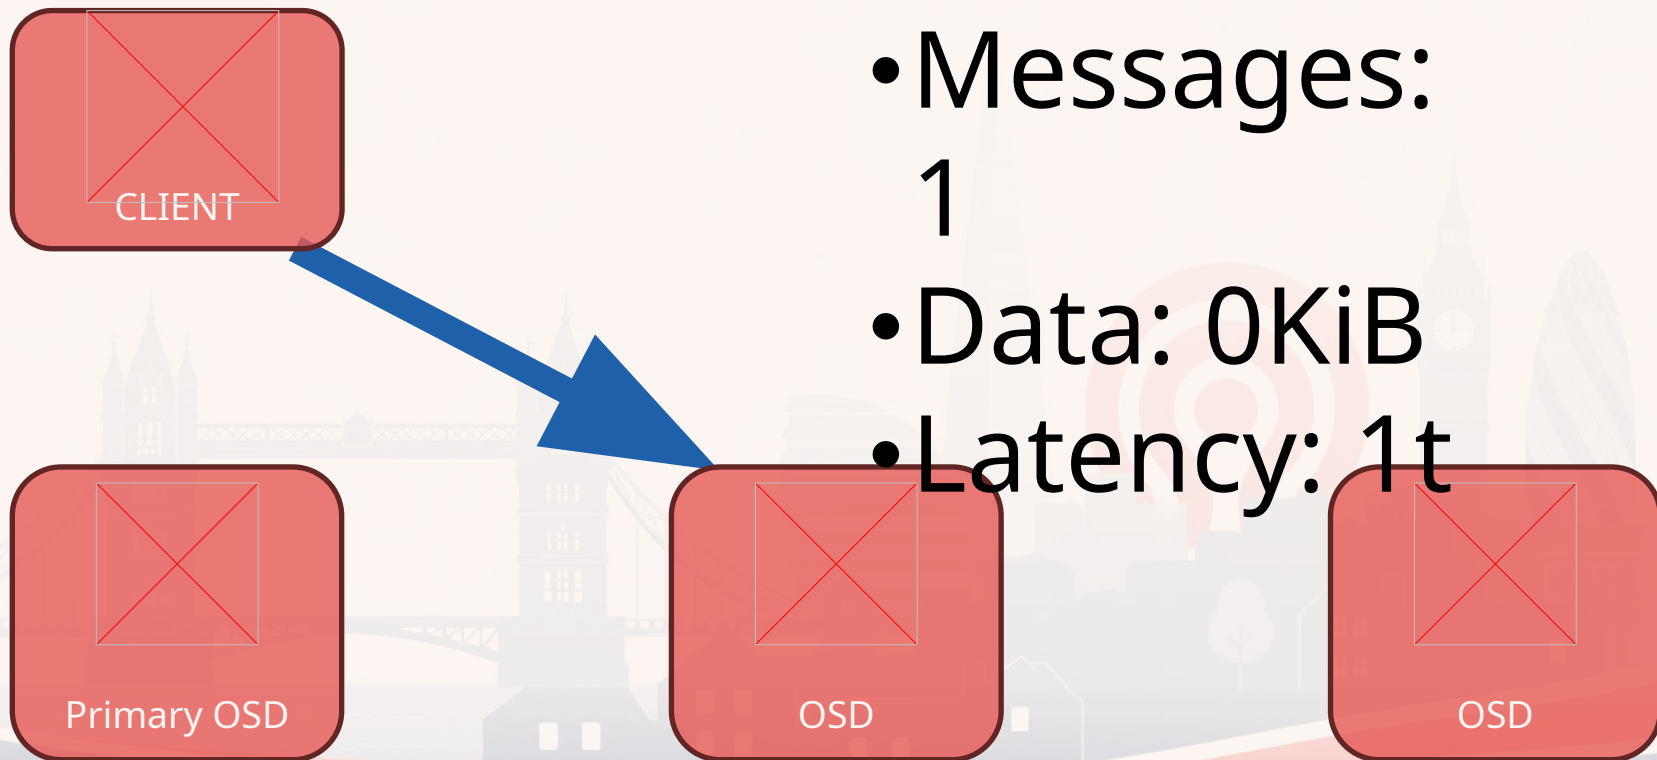 CLIENT
•Messages:
1
•Data: 0KiB
•Latency: 1t
Primary OSD
OSD
OSD